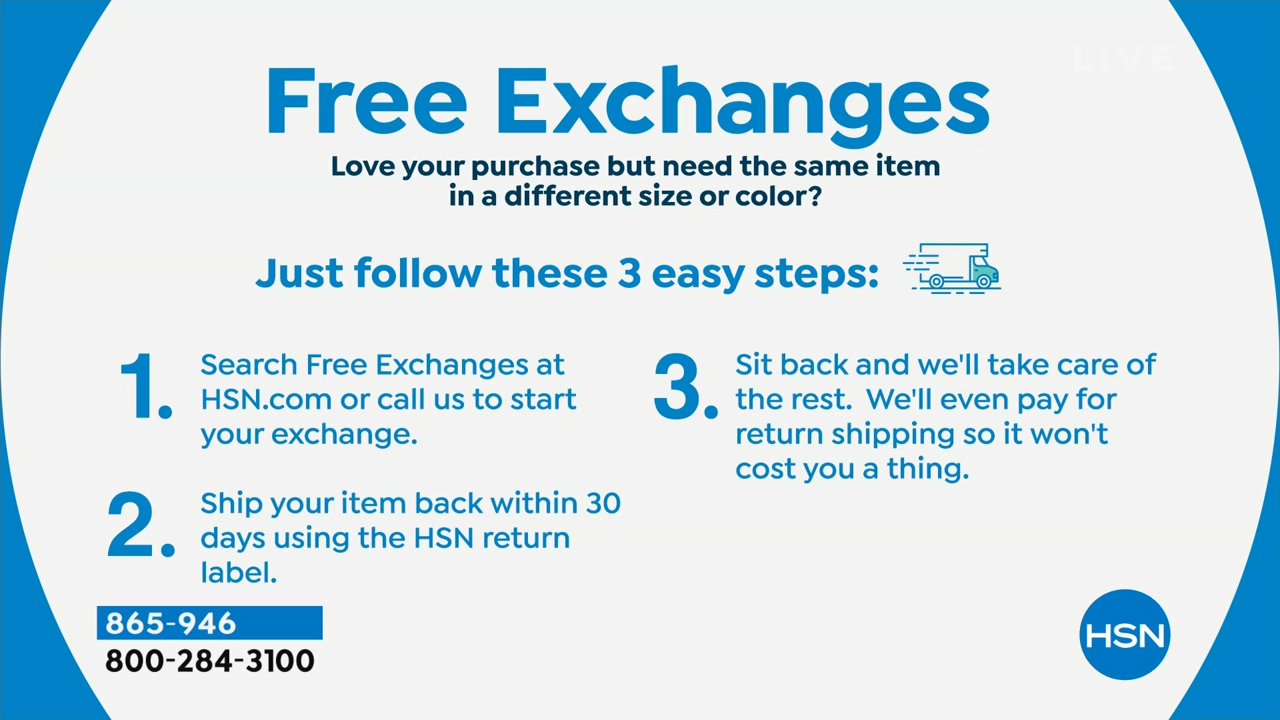 LIVE
Free Exchanges
Love your purchase but need the same item
in a different size or color?
Just follow these 3 easy steps:
1. Search Free Exchanges at
HSN.com or call us to start
your exchange.
2. Ship your item back within 30
days using the HSN return
label.
3. Sit back and we'll take care of
the rest. We'll even pay for
return shipping so it won't
cost you a thing.
865-946
800-284-3100
HSN